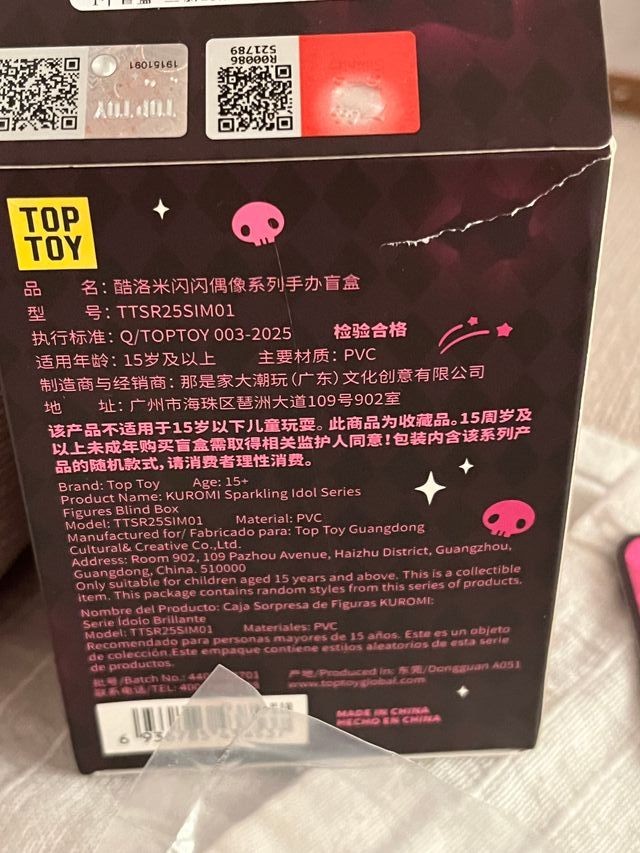 19151091
TOP TOY
R00086
521789
TOP
TOY
品 名: 酷洛米闪闪偶像系列手办盲盒
型 号: TTSR25SIM01
执行标准: Q/TOPTOY 003-2025 检验合格
适用年龄: 15岁及以上 主要材质: PVC
制造商与经销商: 那是家大潮玩(广东)文化创意有限公司
地 址: 广州市海珠区琶洲大道109号902室
该产品不适用于15岁以下儿童玩耍。此商品为收藏品。15周岁及
以上未成年购买盲盒需取得相关监护人同意!包装内含该系列产
品的随机款式,请消费者理性消费。
Brand: Top Toy Age: 15+
Product Name: KUROMI Sparkling Idol Series
Figures Blind Box
Model: TTSR25SIM01 Material: PVC
Manufactured for/ Fabricado para: Top Toy Guangdong
Cultural& Creative Co.,Ltd.
Address: Room 902, 109 Pazhou Avenue, Haizhu District, Guangzhou,
Guangdong, China. 510000
Only suitable for children aged 15 years and above. This is a collectible
item. This package contains random styles from this series of products.
Nombre del Producto: Caja Sorpresa de Figuras KUROMI:
Serie Ídolo Brillante
Model: TTSR25SIM01 Materiales: PVC
Recomendado para personas mayores de 15 años. Este es un objeto
de colección.Este empaque contiene estilos aleatorios de esta serie
de productos.
批号/Batch No.: 产地/Produced in: 东莞/Dongguan A051
联系电话/TEL: www.toptoyglobal.com
MADE IN CHINA
HECHO EN CHINA